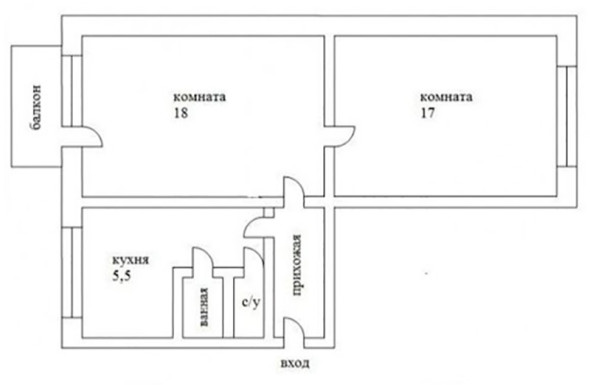 балкон
комната
18
комната
17
кухня
5,5
ванная
с/у
прихожая
вход